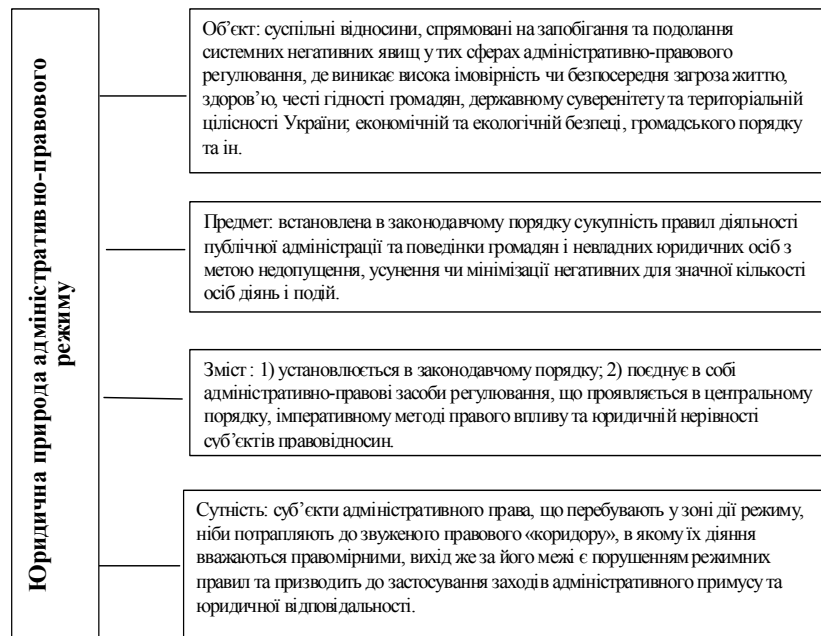 Юридична природа адміністративно-правового
режиму
Об’єкт: суспільні відносини, спрямовані на запобігання та подолання
системних негативних явищ у тих сферах адміністративно-правового
регулювання, де виникає висока імовірність чи безпосередня загроза життю,
здоров’ю, честі гідності громадян, державному суверенітету та територіальній
цілісності України; економічній та екологічній безпеці, громадського порядку
та ін.
Предмет: встановлена в законодавчому порядку сукупність правил діяльності
публічної адміністрації та поведінки громадян і невладних юридичних осіб з
метою недопущення, усунення чи мінімізації негативних для значної кількості
осіб діянь і подій.
Зміст : 1) установлюється в законодавчому порядку; 2) поєднує в собі
адміністративно-правові засоби регулювання, що проявляється в центральному
порядку, імперативному методі правого впливу та юридичній нерівності
суб’єктів правовідносин.
Сутність: суб’єкти адміністративного права, що перебувають у зоні дії режиму,
ніби потрапляють до звуженого правового «коридору», в якому їх діяння
вважаються правомірними, вихід же за його межі є порушенням режимних
правил та призводить до застосування заходів адміністративного примусу та
юридичної відповідальності.